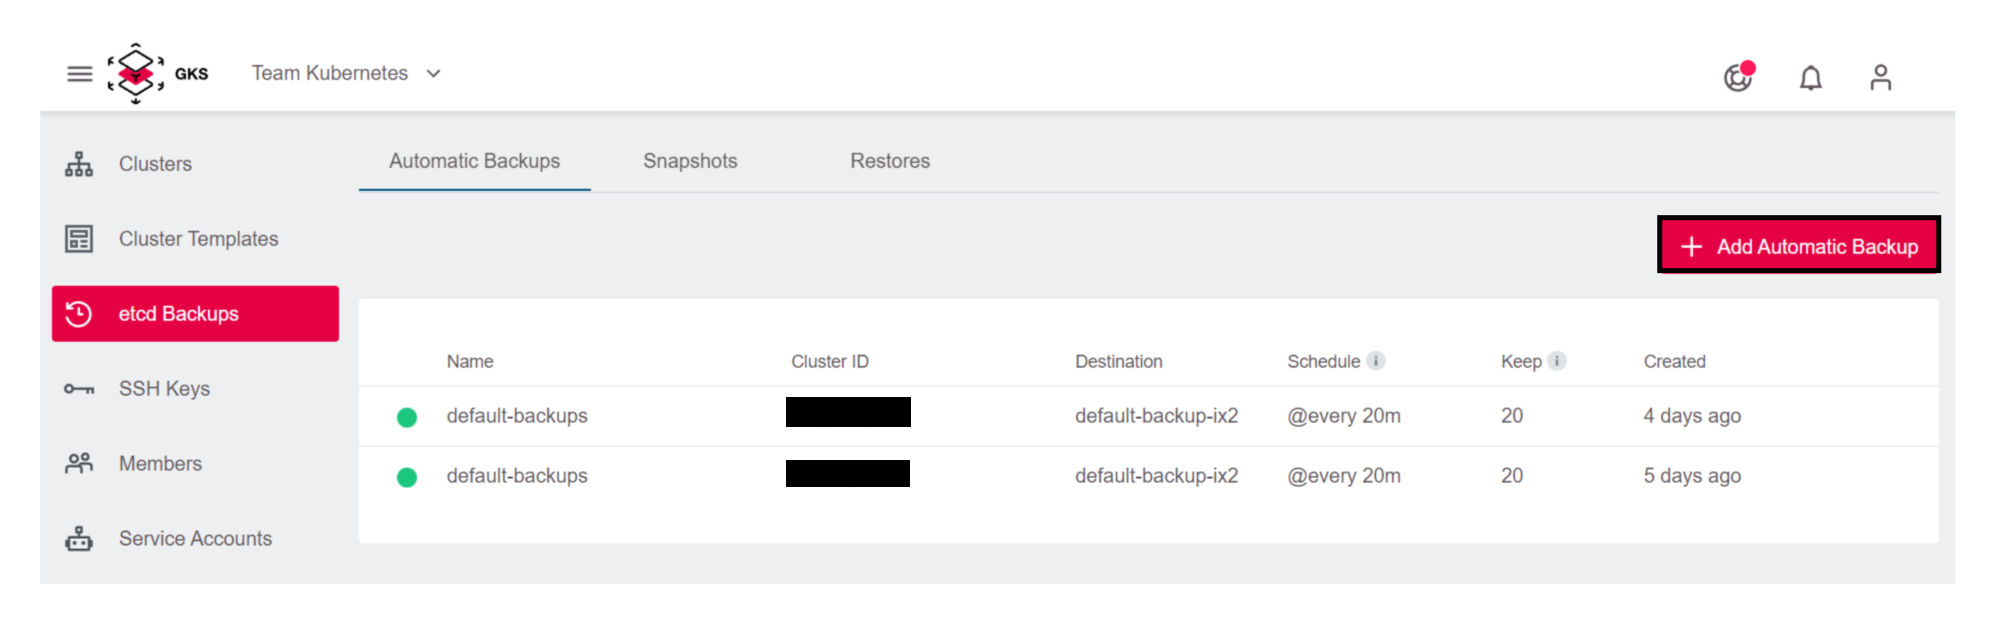 GKS Team Kubernetes
Clusters
Cluster Templates
etcd Backups
SSH Keys
Members
Service Accounts
Automatic Backups Snapshots Restores
+ Add Automatic Backup
Name Cluster ID Destination Schedule i Keep i Created
default-backups default-backup-ix2 @every 20m 20 4 days ago
default-backups default-backup-ix2 @every 20m 20 5 days ago